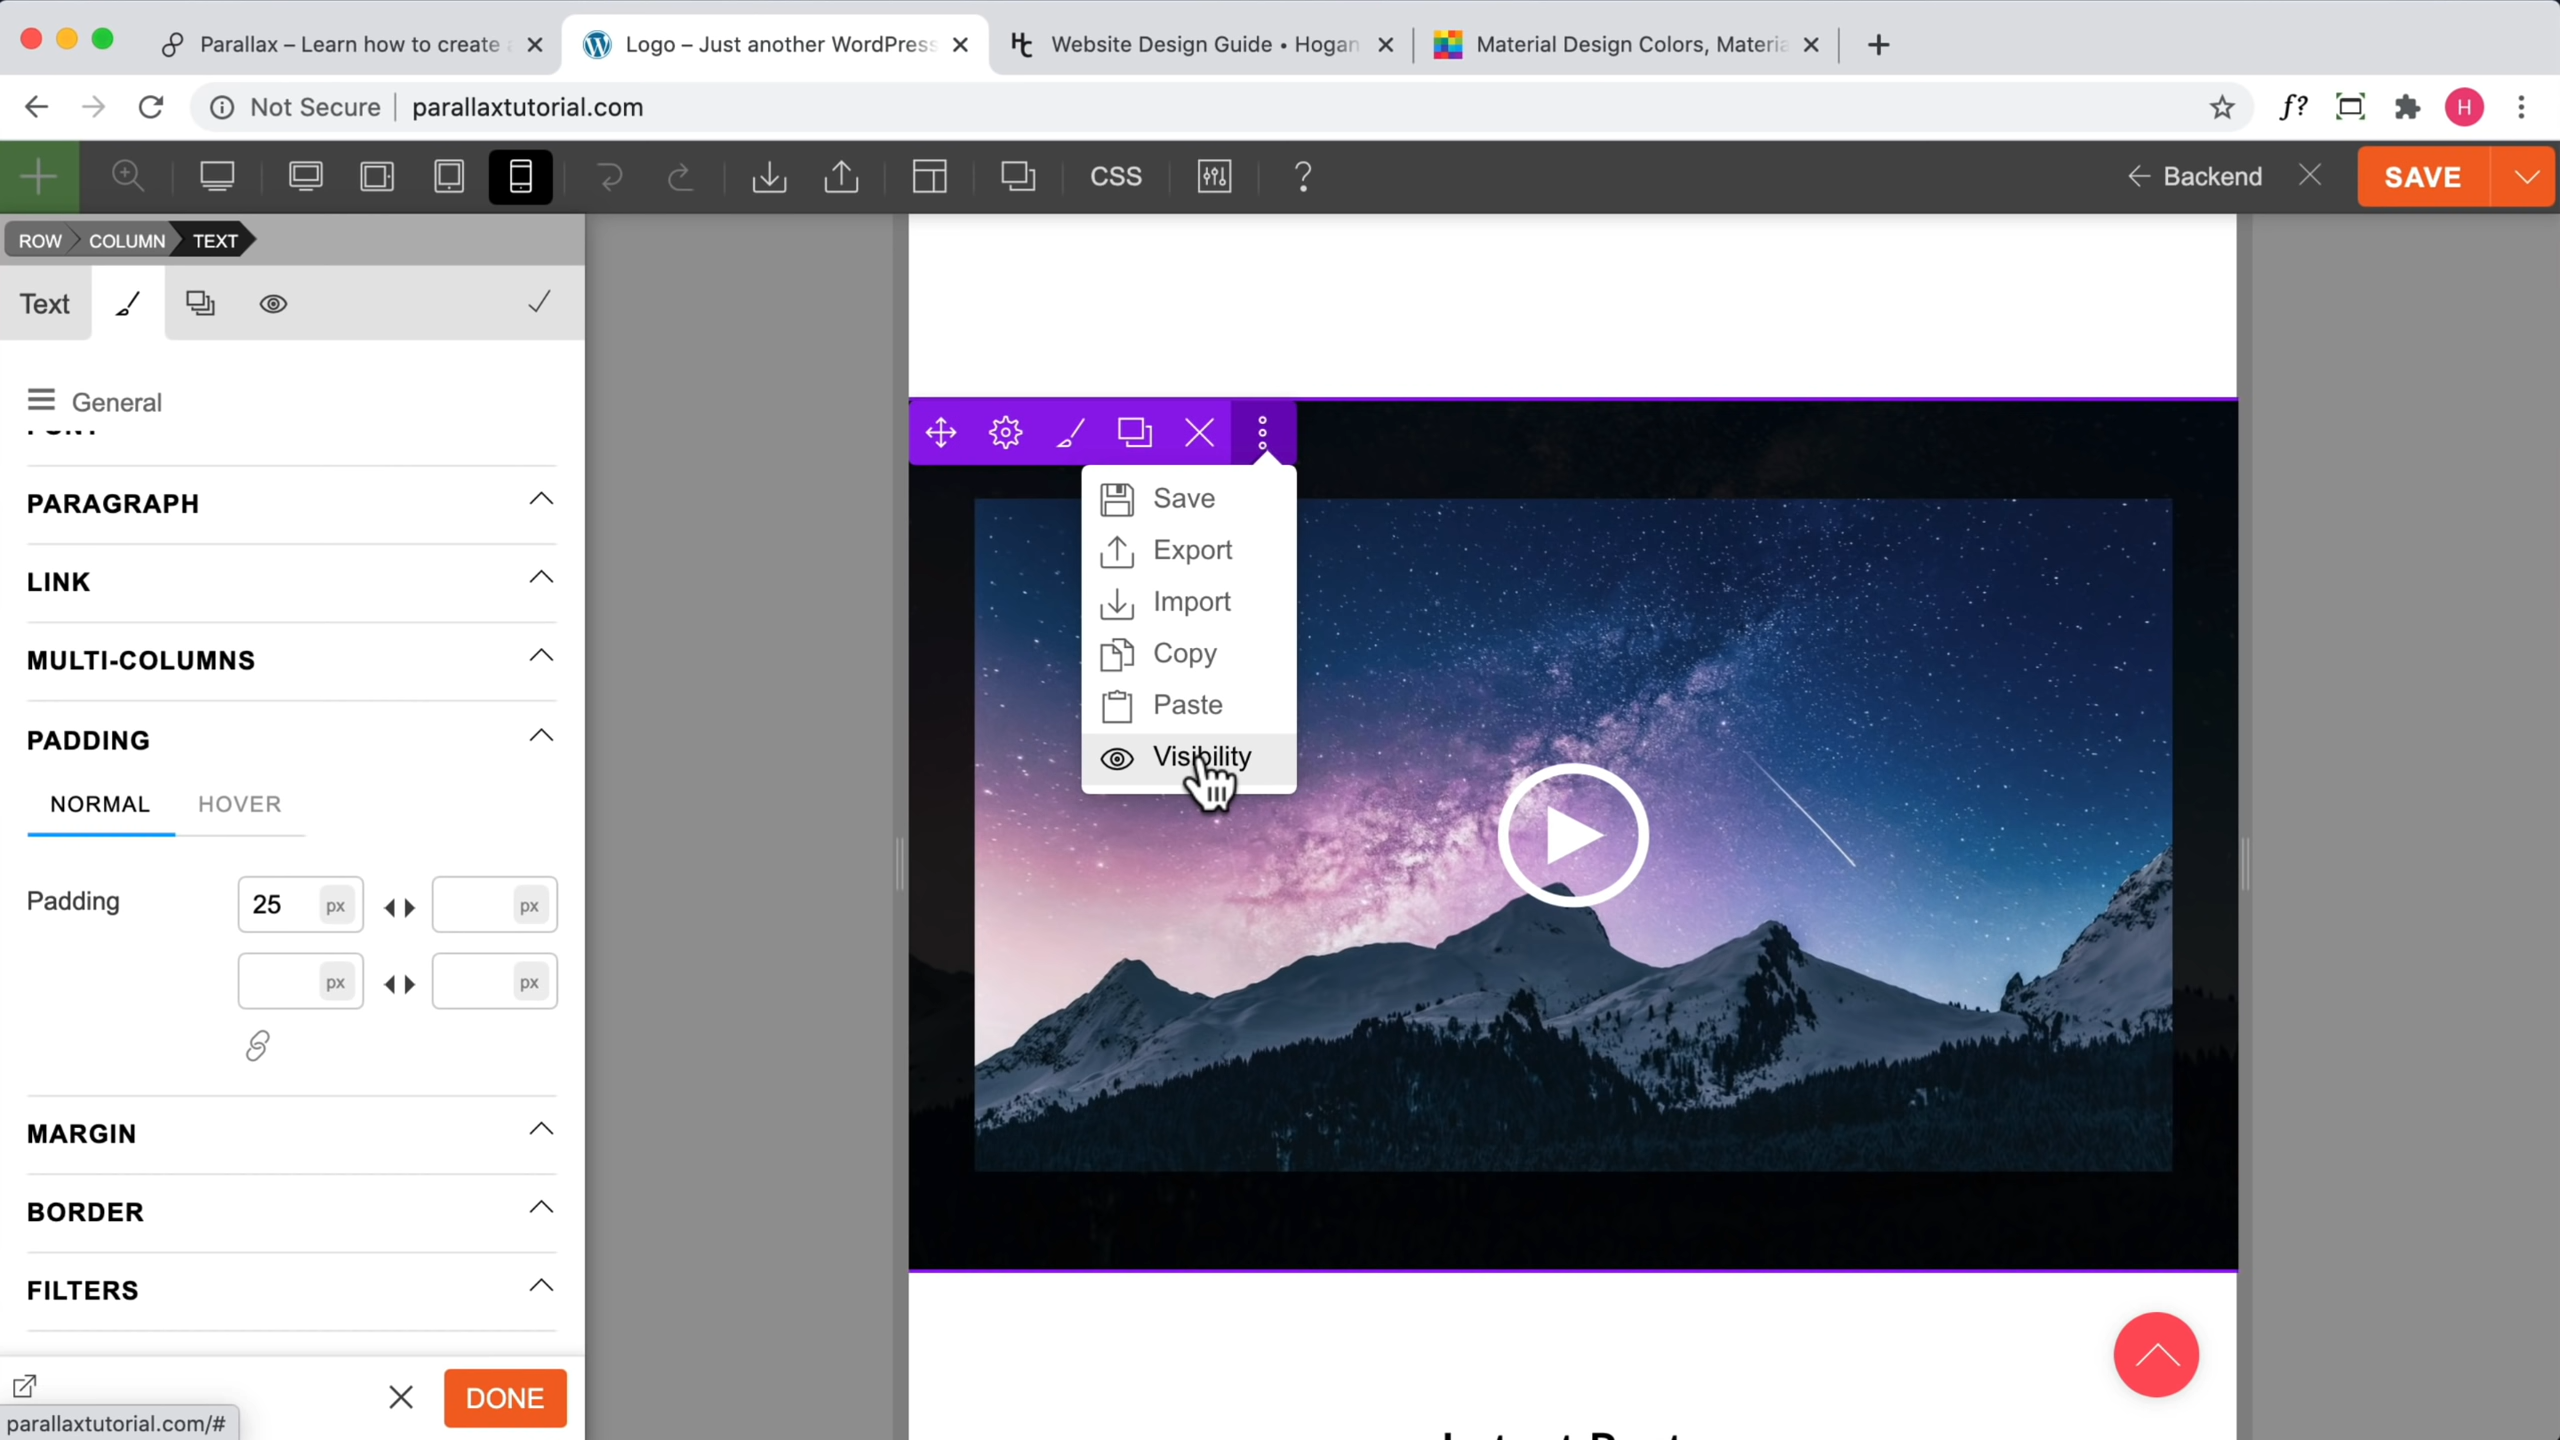 Parallax – Learn how to create a
Logo – Just another WordPress
Website Design Guide • Hogan
Material Design Colors, Materia
Not Secure
parallaxtutorial.com
f?
H
CSS
?
Backend
SAVE
ROW
COLUMN
TEXT
Text
General
FONT
PARAGRAPH
LINK
MULTI-COLUMNS
PADDING
NORMAL
HOVER
Padding
25
px
px
px
px
MARGIN
BORDER
FILTERS
DONE
parallaxtutorial.com/#
Save
Export
Import
Copy
Paste
Visibility